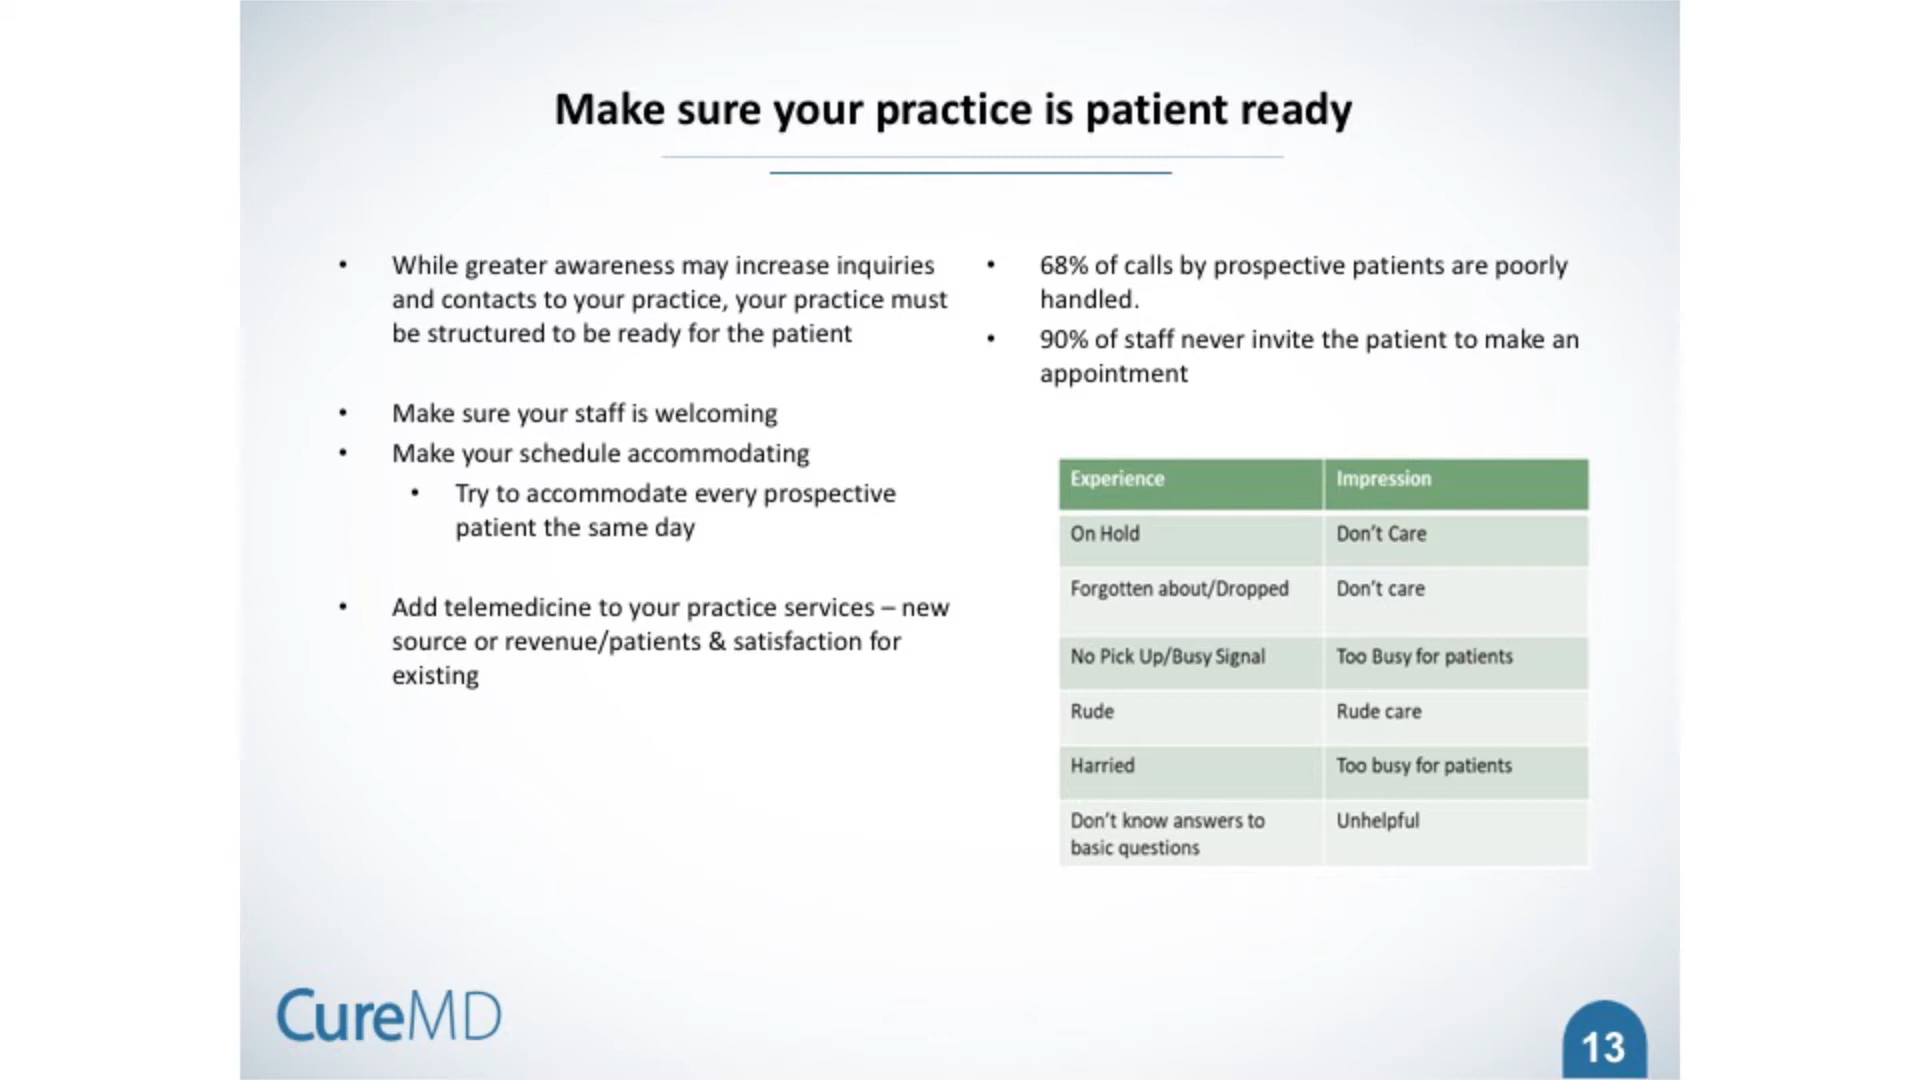 Make sure your practice is patient ready
• While greater awareness may increase inquiries
and contacts to your practice, your practice must
be structured to be ready for the patient
• Make sure your staff is welcoming
• Make your schedule accommodating
• Try to accommodate every prospective
patient the same day
• Add telemedicine to your practice services – new
source or revenue/patients & satisfaction for
existing
• 68% of calls by prospective patients are poorly
handled.
• 90% of staff never invite the patient to make an
appointment
Experience Impression
On Hold Don’t Care
Forgotten about/Dropped Don’t care
No Pick Up/Busy Signal Too Busy for patients
Rude Rude care
Harried Too busy for patients
Don’t know answers to Unhelpful
basic questions
CureMD
13